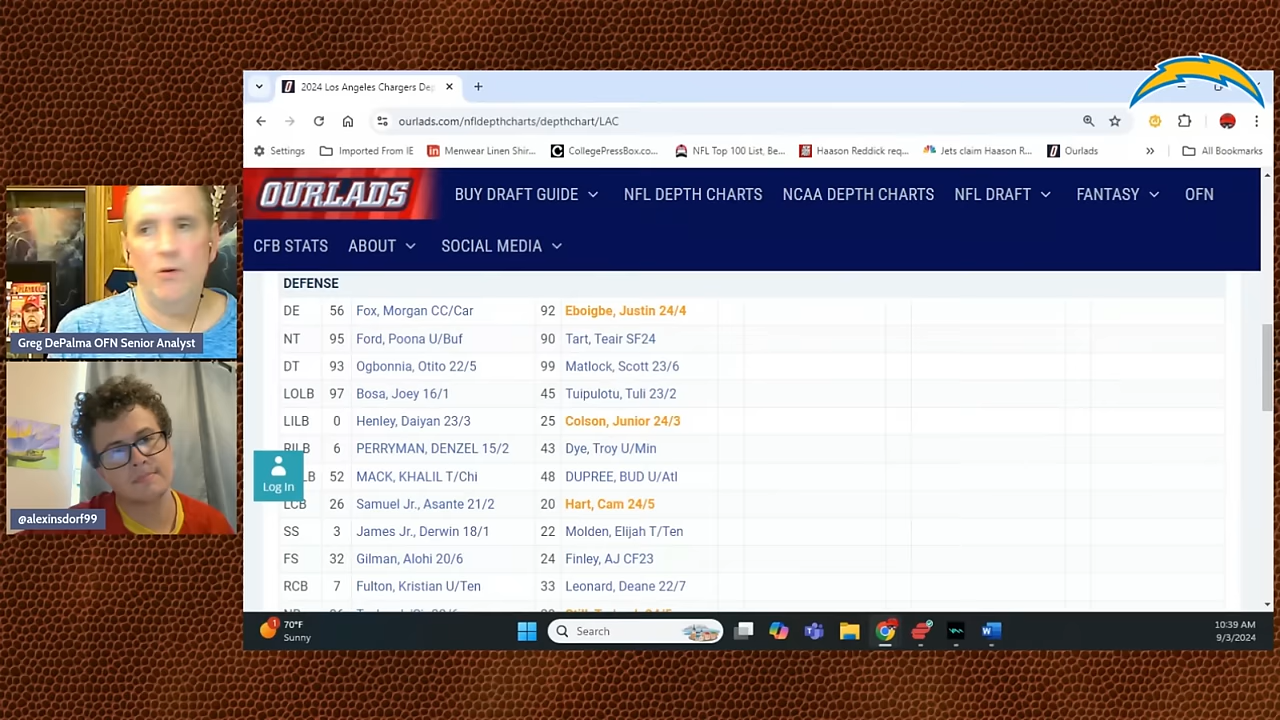 2024 Los Angeles Chargers De
ourlads.com/nfldepthcharts/depthchart/LAC
Settings Imported From IE Menwear Linen Shir... CollegePressBox.co... NFL Top 100 List, Be... Haason Reddick req... Jets claim Haason R... Ourlads » All Bookmarks
OURLADS BUY DRAFT GUIDE NFL DEPTH CHARTS NCAA DEPTH CHARTS NFL DRAFT FANTASY OFN
CFB STATS ABOUT SOCIAL MEDIA
DEFENSE
DE 56 Fox, Morgan CC/Car 92 Eboigbe, Justin 24/4
NT 95 Ford, Poona U/Buf 90 Tart, Teair SF24
DT 93 Ogbonnia, Otito 22/5 99 Matlock, Scott 23/6
LOLB 97 Bosa, Joey 16/1 45 Tuipulotu, Tuli 23/2
LILB 0 Henley, Daiyan 23/3 25 Colson, Junior 24/3
RILB 6 PERRYMAN, DENZEL 15/2 43 Dye, Troy U/Min
LB 52 MACK, KHALIL T/Chi 48 DUPREE, BUD U/Atl
LCB 26 Samuel Jr., Asante 21/2 20 Hart, Cam 24/5
SS 3 James Jr., Derwin 18/1 22 Molden, Elijah T/Ten
FS 32 Gilman, Alohi 20/6 24 Finley, AJ CF23
RCB 7 Fulton, Kristian U/Ten 33 Leonard, Deane 22/7
Log In
Greg DePalma OFN Senior Analyst
@alexinsdorf99
1
70°F
Sunny
Search
10:39 AM
9/3/2024